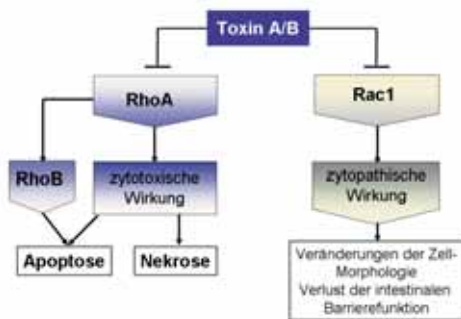 Toxin A/B
RhoA
Rac1
RhoB
zytotoxische
Wirkung
zytopathische
Wirkung
Apoptose
Nekrose
Veränderungen der Zell-
Morphologie
Verlust der intestinalen
Barrierefunktion